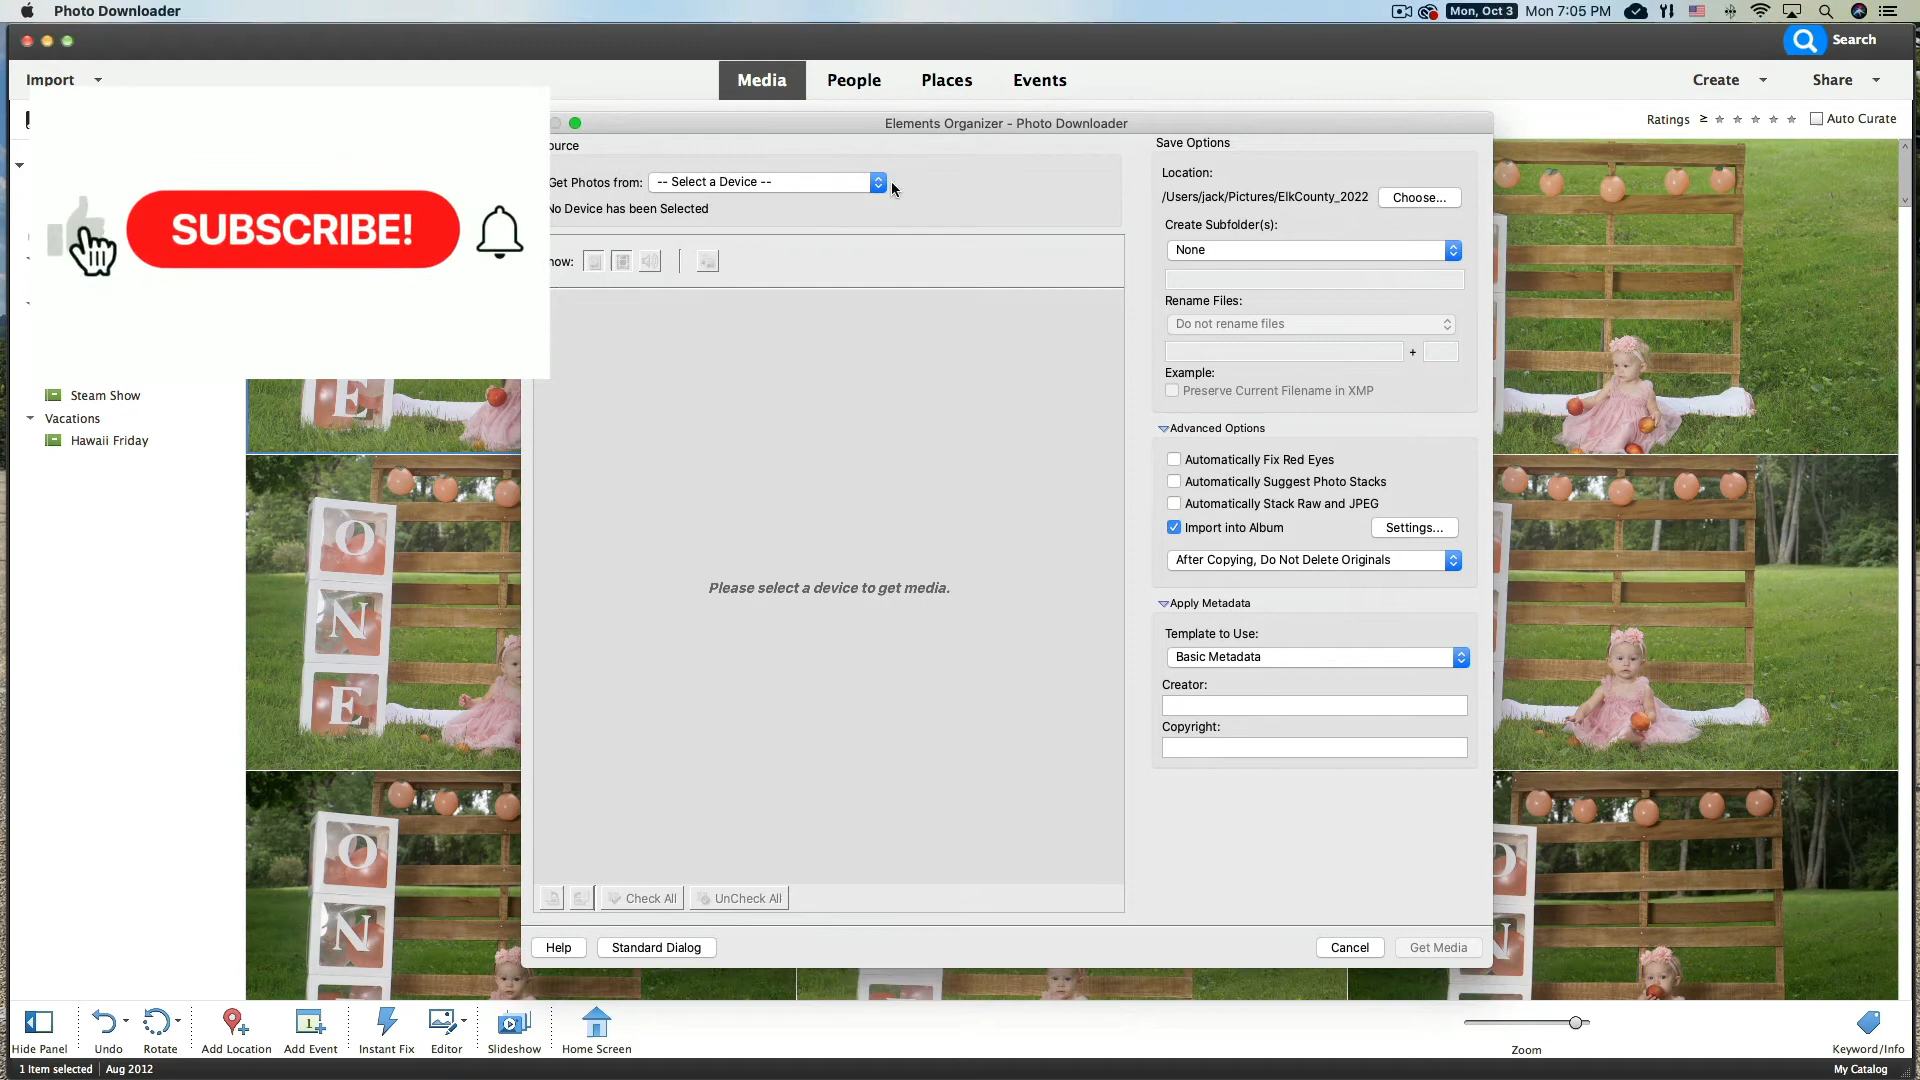 Photo Downloader
Mon, Oct 3
Mon 7:05 PM
Search
Import
Media
People
Places
Events
Create
Share
Ratings ≥
Auto Curate
SUBSCRIBE!
Steam Show
Vacations
Hawaii Friday
Elements Organizer - Photo Downloader
ource
Get Photos from:
-- Select a Device --
No Device has been Selected
how:
Please select a device to get media.
Check All
UnCheck All
Help
Standard Dialog
Save Options
Location:
/Users/jack/Pictures/ElkCounty_2022
Choose...
Create Subfolder(s):
None
Rename Files:
Do not rename files
+
Example:
Preserve Current Filename in XMP
Advanced Options
Automatically Fix Red Eyes
Automatically Suggest Photo Stacks
Automatically Stack Raw and JPEG
Import into Album
Settings...
After Copying, Do Not Delete Originals
Apply Metadata
Template to Use:
Basic Metadata
Creator:
Copyright:
Cancel
Get Media
E
O
N
E
O
N
O
N
Hide Panel
Undo
Rotate
Add Location
1
Add Event
Instant Fix
Editor
Slideshow
Home Screen
Zoom
Keyword/Info
1 Item selected
Aug 2012
My Catalog